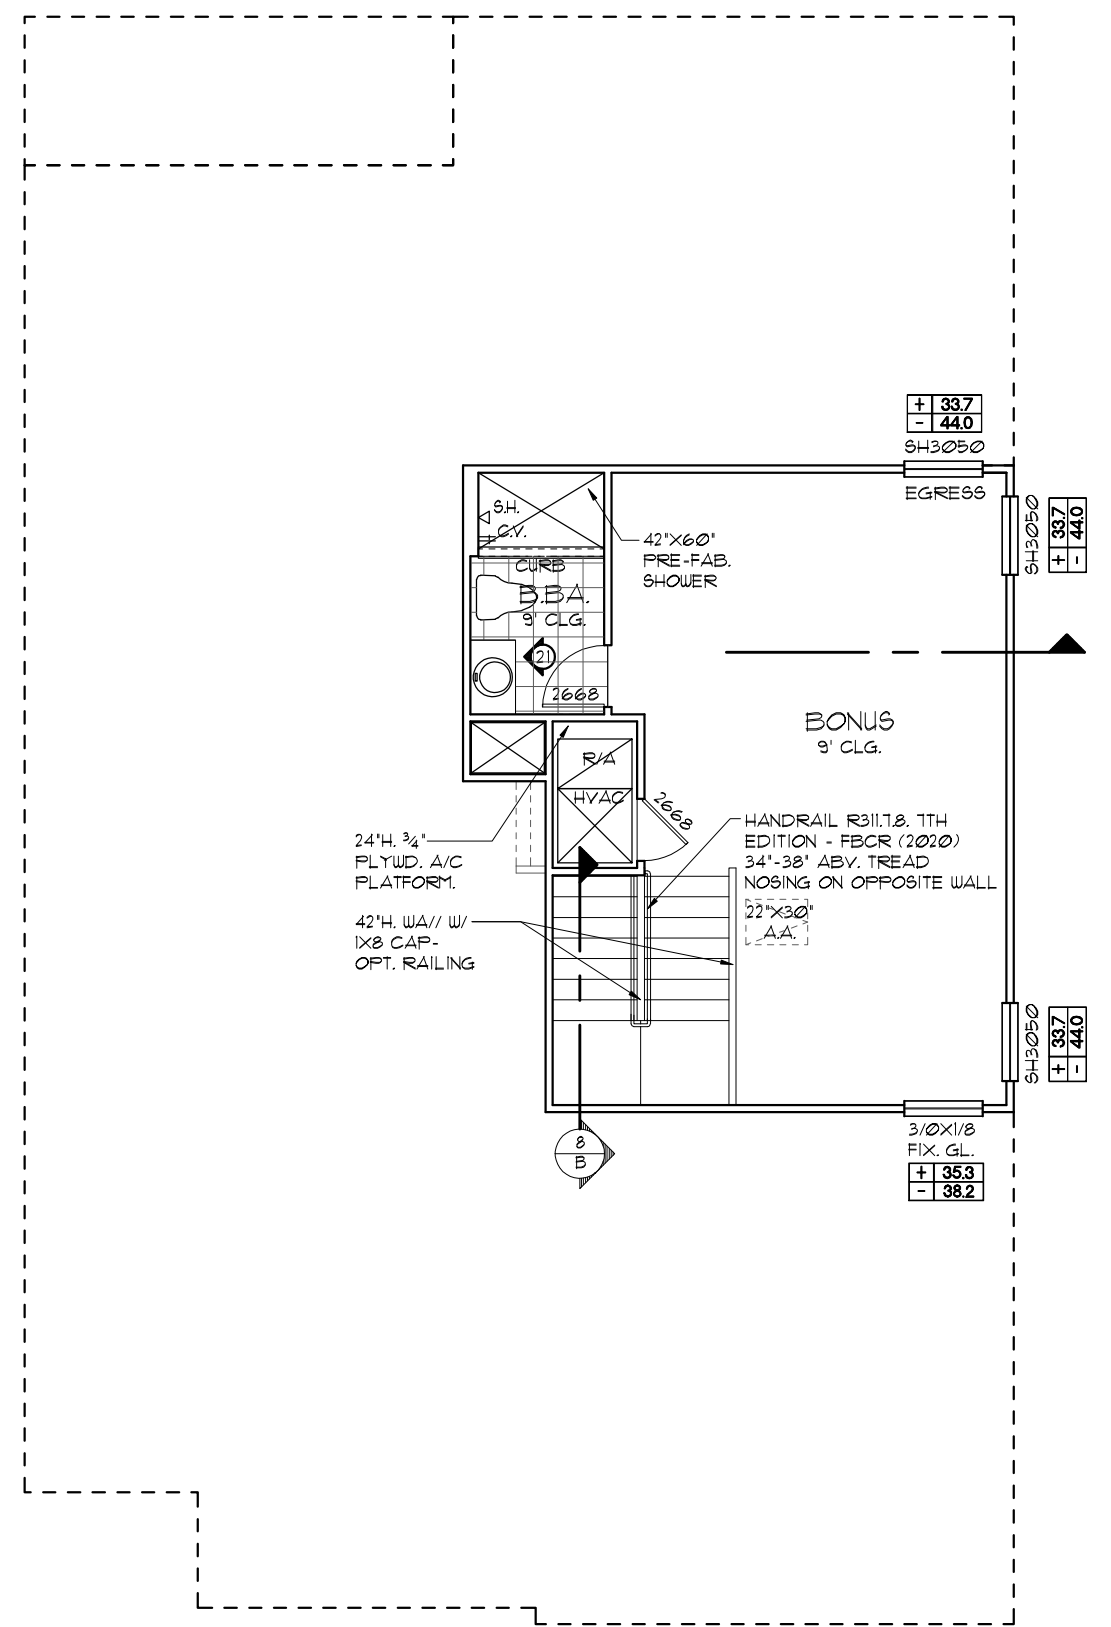 + 33.7
- 44.0
SH3050
EGRESS
SH3050
+ 33.7
- 44.0
S.H.
C.V.
42"X60"
PRE-FAB.
SHOWER
CURB
B.BA.
9' CLG.
21
2668
BONUS
9' CLG.
R/A
HVAC
2668
24"H. 3/4"
PLYWD. A/C
PLATFORM.
HANDRAIL R311.7.8. 7TH
EDITION - FBCR (2020)
34"-38" ABV. TREAD
NOSING ON OPPOSITE WALL
22"X30"
A.A.
42"H. WA// W/
1X8 CAP-
OPT. RAILING
SH3050
+ 33.7
- 44.0
3/0X1/8
FIX. GL.
+ 35.3
- 38.2
8
B